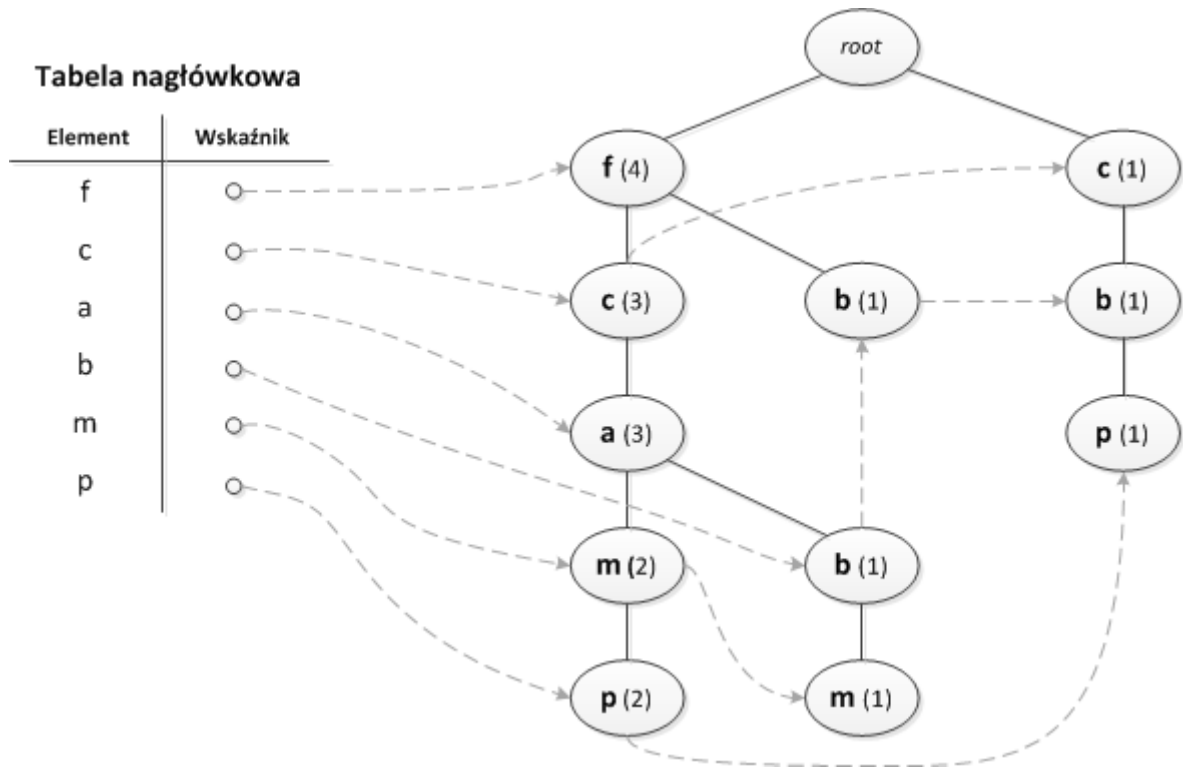 root
Tabela nagłówkowa
Element Wskaźnik
f
c
a
b
m
p
f (4)
c (1)
c (3)
b (1)
b (1)
a (3)
p (1)
m (2)
b (1)
p (2)
m (1)